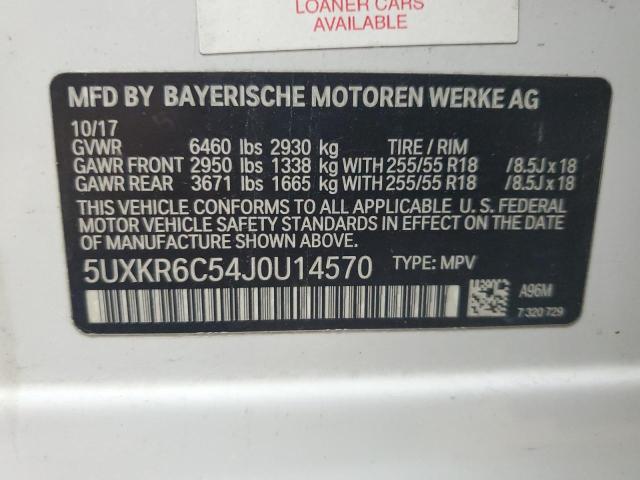 LOANER CARS
AVAILABLE
MFD BY BAYERISCHE MOTOREN WERKE AG
10/17
GVWR 6460 lbs 2930 kg TIRE / RIM
GAWR FRONT 2950 lbs 1338 kg WITH 255/55 R18 /8.5J x 18
GAWR REAR 3671 lbs 1665 kg WITH 255/55 R18 /8.5J x 18
THIS VEHICLE CONFORMS TO ALL APPLICABLE U. S. FEDERAL
MOTOR VEHICLE SAFETY STANDARDS IN EFFECT ON THE
DATE OF MANUFACTURE SHOWN ABOVE.
5UXKR6C54J0U14570 TYPE: MPV
A96M
7 320 729